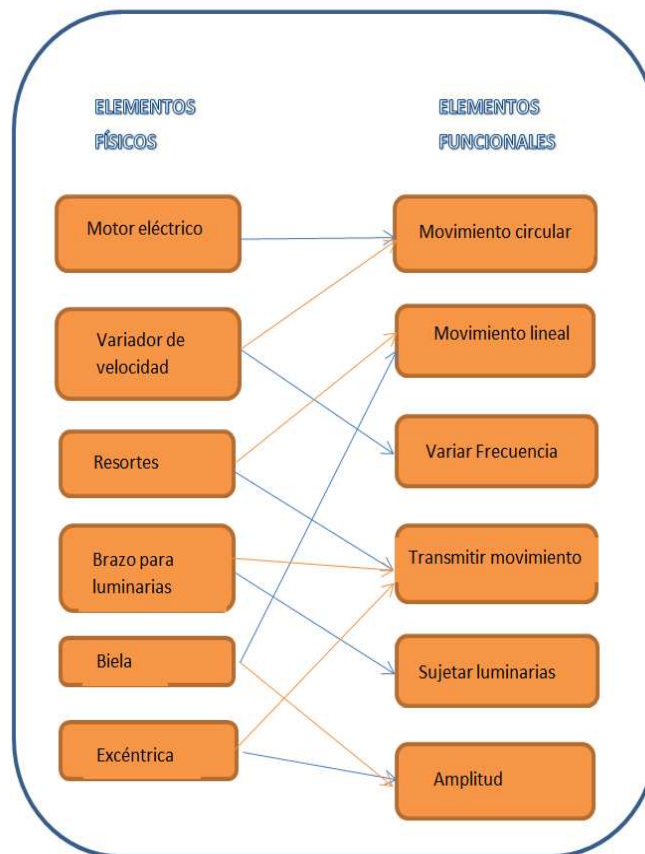 ELEMENTOS
FÍSICOS
ELEMENTOS
FUNCIONALES
Motor eléctrico
Movimiento circular
Variador de
velocidad
Movimiento lineal
Resortes
Variar Frecuencia
Brazo para
luminarias
Transmitir movimiento
Biela
Sujetar luminarias
Excéntrica
Amplitud